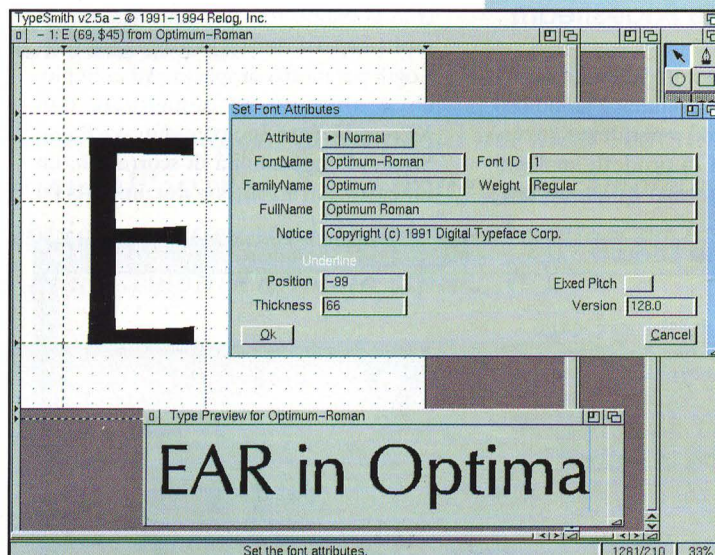 TypeSmith v2.5a – © 1991–1994 Relog, Inc.
– 1: E (69, $45) from Optimum–Roman
E
Set Font Attributes
Attribute Normal
FontName Optimum–Roman Font ID 1
FamilyName Optimum Weight Regular
FullName Optimum Roman
Notice Copyright (c) 1991 Digital Typeface Corp.
Underline
Position –99 Fixed Pitch
Thickness 66 Version 128.0
Ok Cancel
Type Preview for Optimum–Roman
EAR in Optima
Set the font attributes. 1281/210 33%